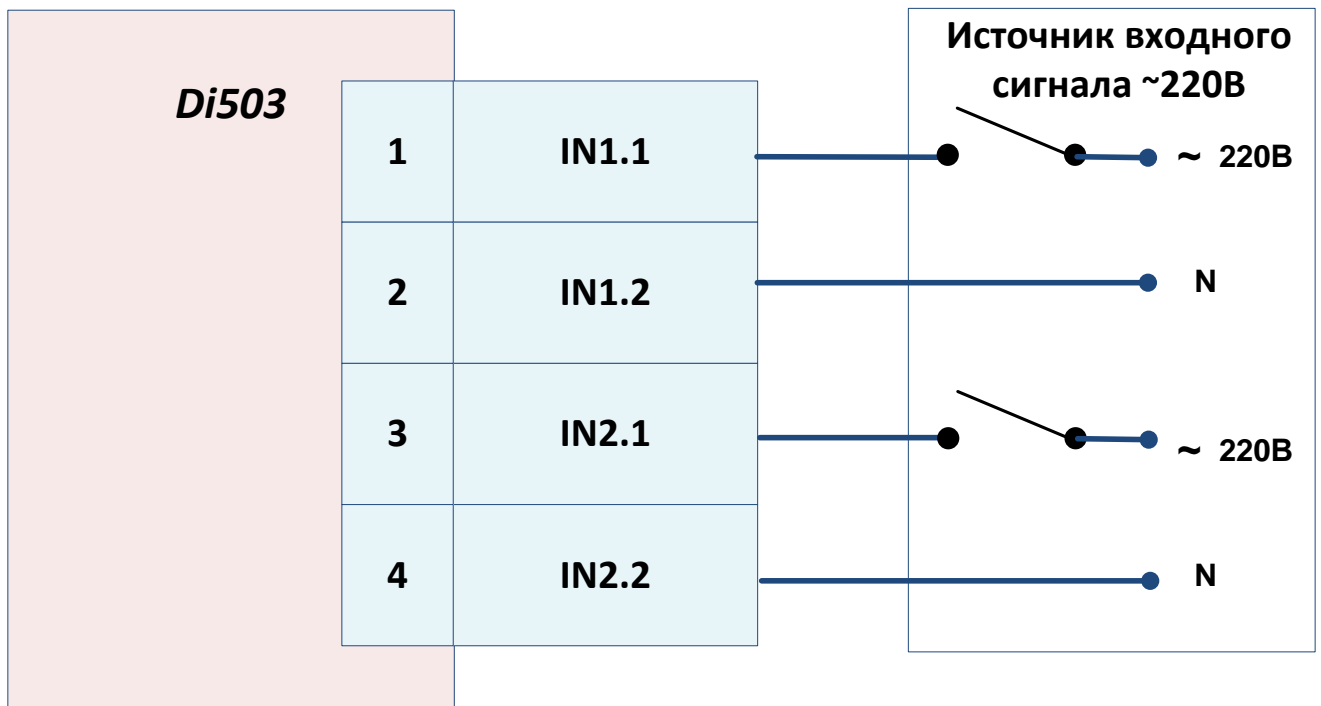 Di503
Источник входного
сигнала ~220В
1 IN1.1 ~ 220В
2 IN1.2 N
3 IN2.1 ~ 220В
4 IN2.2 N